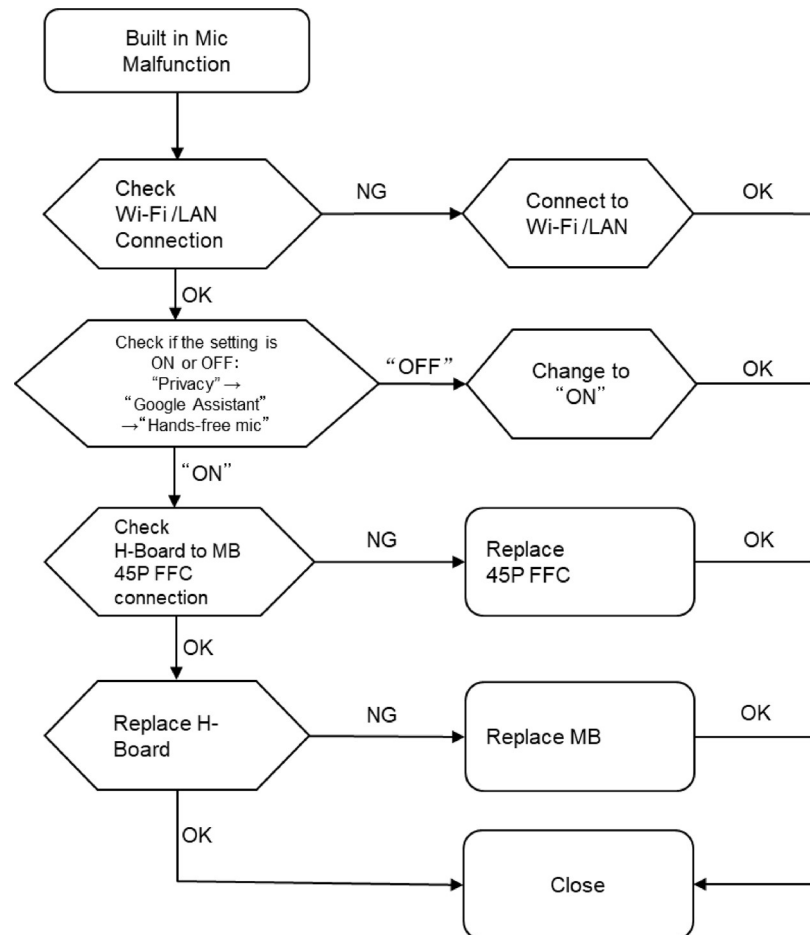 Built in Mic
Malfunction
Check
Wi-Fi /LAN
Connection
NG
Connect to
Wi-Fi /LAN
OK
OK
Check if the setting is
ON or OFF:
“Privacy”→
“Google Assistant”
→“Hands-free mic”
“OFF”
Change to
“ON”
OK
“ON”
Check
H-Board to MB
45P FFC
connection
NG
Replace
45P FFC
OK
OK
Replace H-
Board
NG
Replace MB
OK
OK
Close